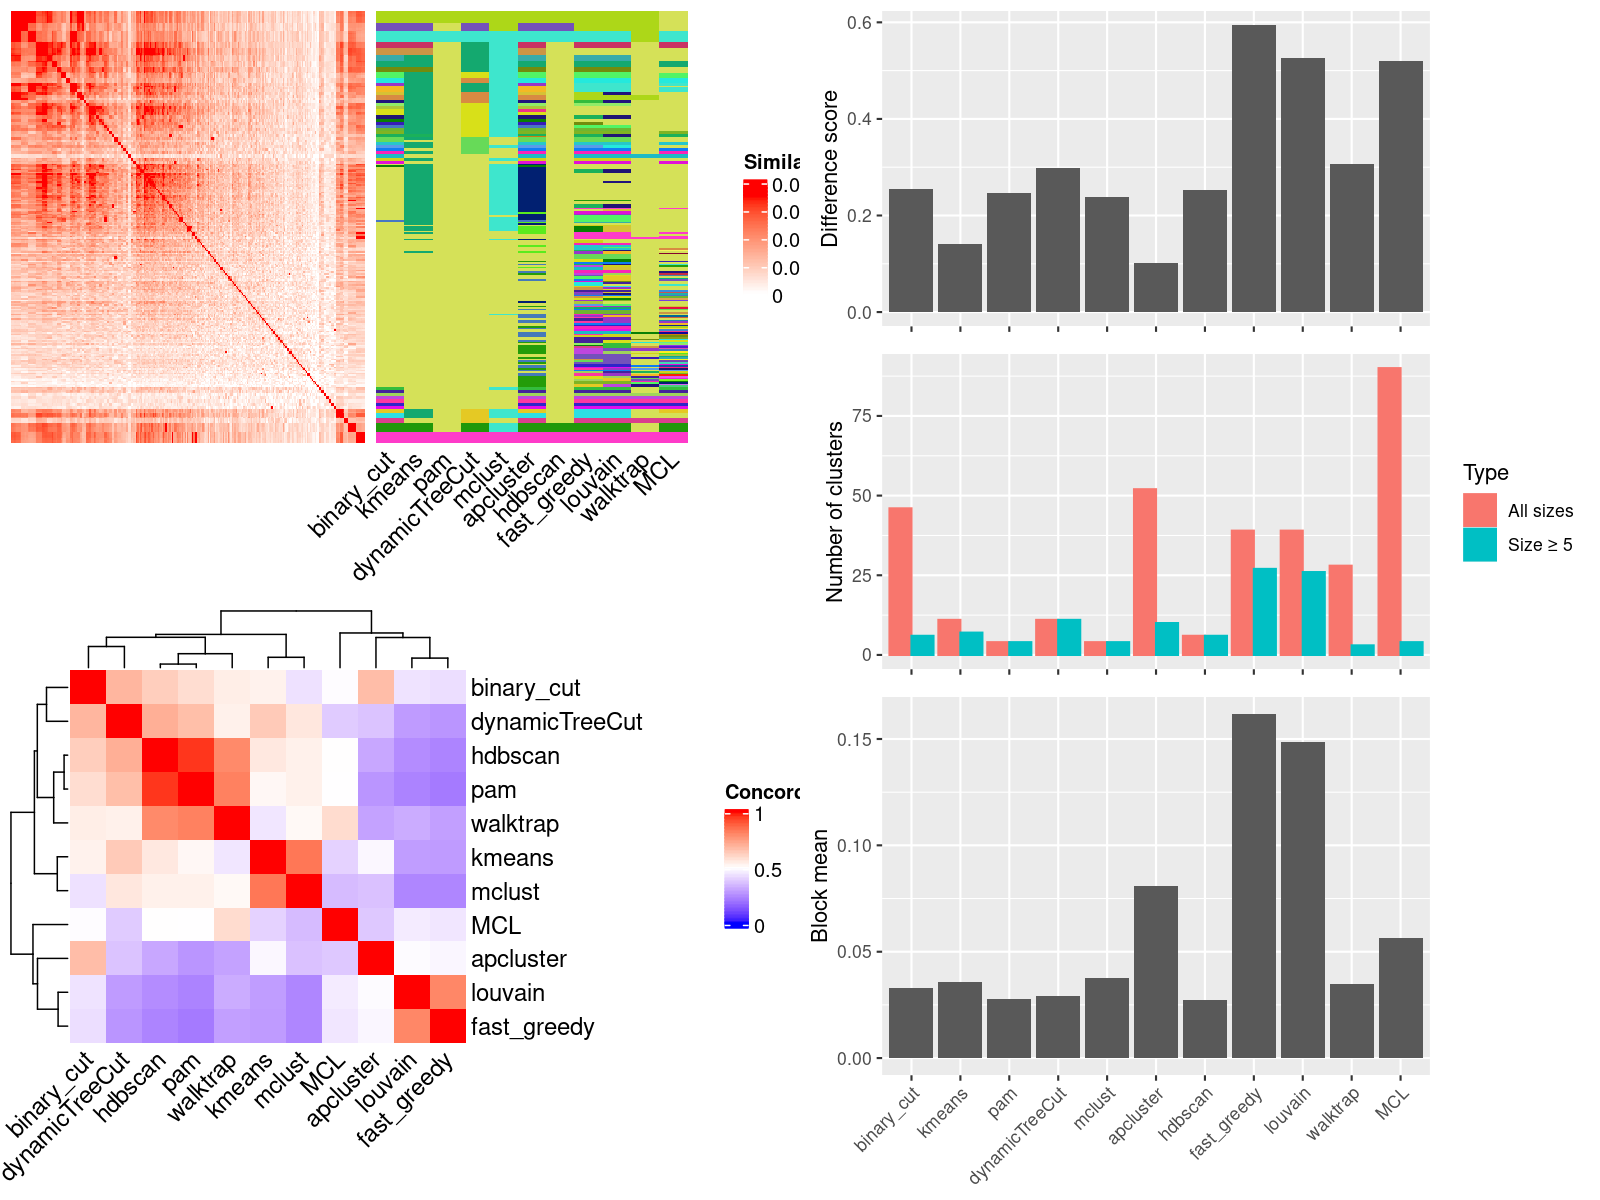 Simila
0.0
0.0
0.0
0.0
0
binary_cut
kmeans
pam
dynamicTreeCut
mclust
apcluster
hdbscan
fast_greedy
louvain
walktrap
MCL
binary_cut
dynamicTreeCut
hdbscan
pam
walktrap
kmeans
mclust
MCL
apcluster
louvain
fast_greedy
binary_cut
dynamicTreeCut
hdbscan
pam
walktrap
kmeans
mclust
MCL
apcluster
louvain
fast_greedy
Concord
1
0.5
0
Difference score
0.6
0.4
0.2
0.0
Number of clusters
75
50
25
0
Type
All sizes
Size ≥ 5
Block mean
0.15
0.10
0.05
0.00
binary_cut
kmeans
pam
dynamicTreeCut
mclust
apcluster
hdbscan
fast_greedy
louvain
walktrap
MCL